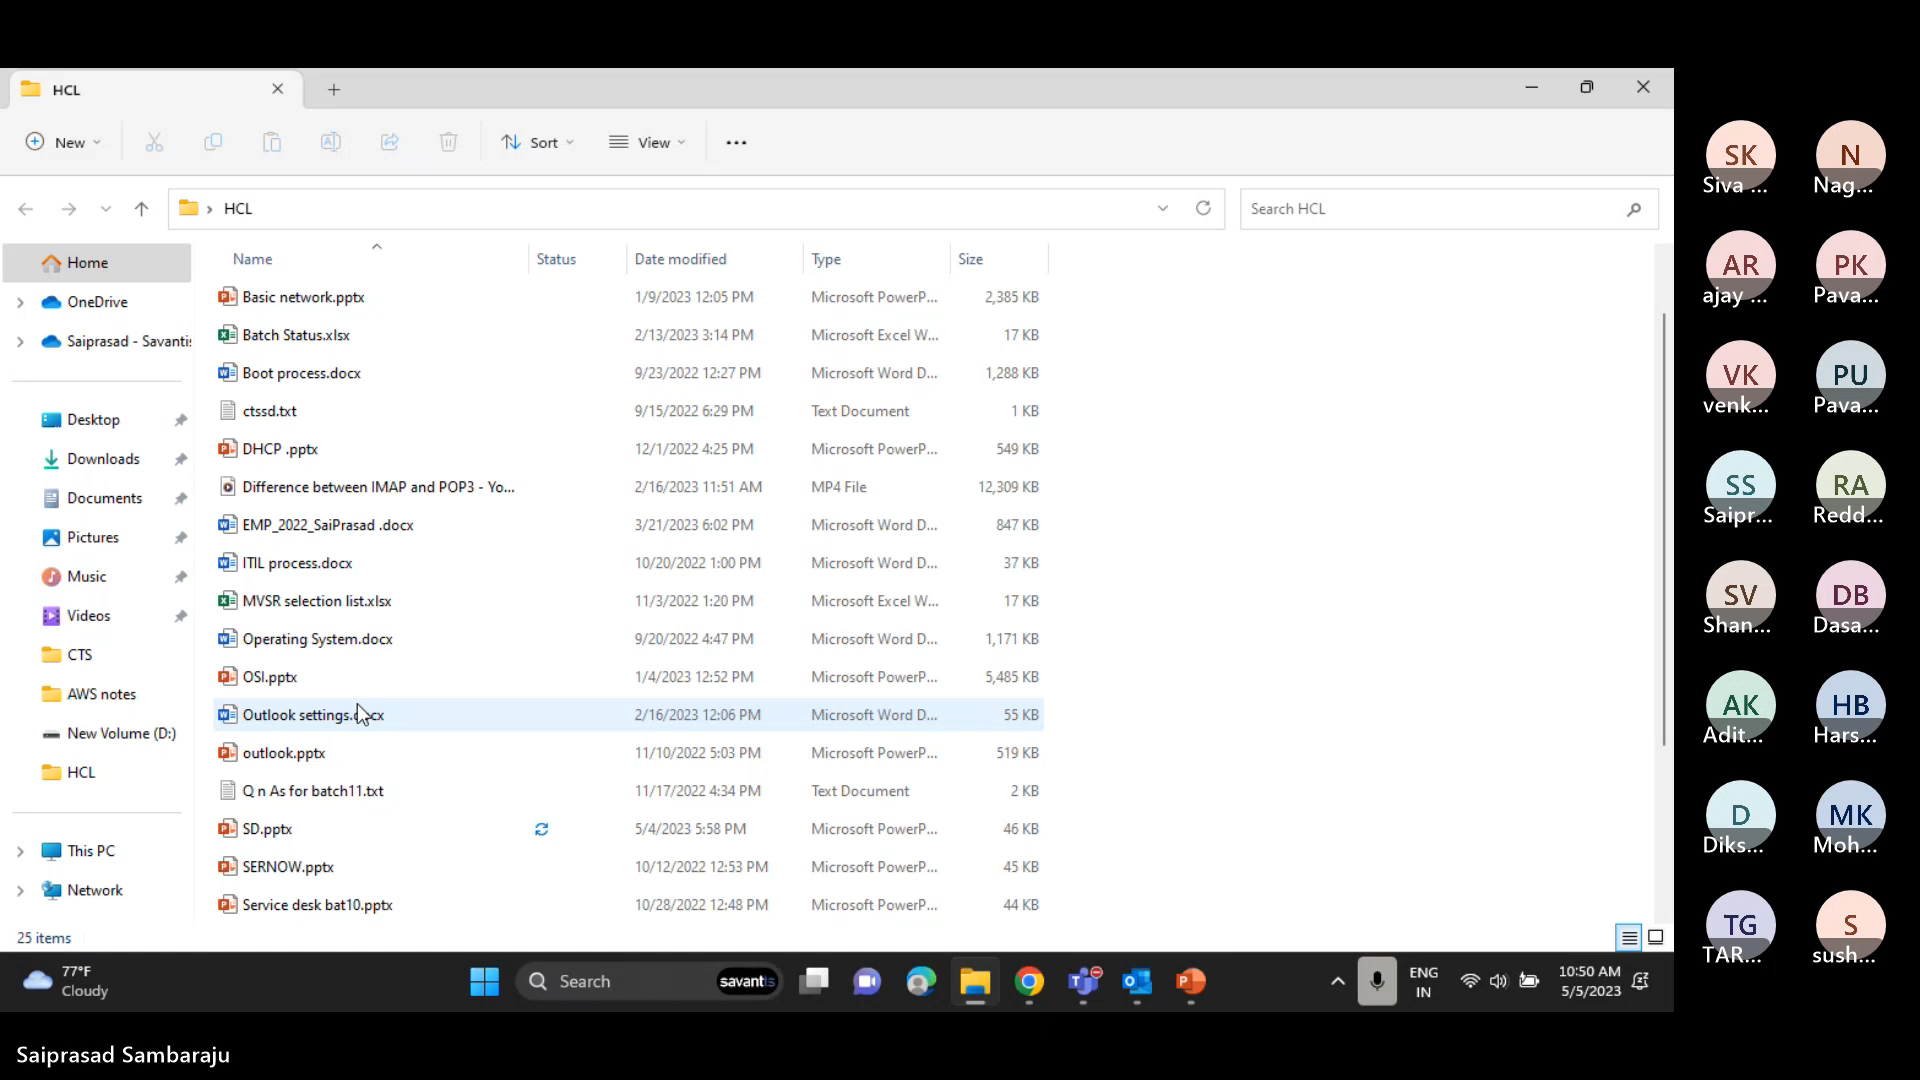 HCL
New
Sort
View
HCL
Search HCL
Home
OneDrive
Saiprasad - Savantis
Desktop
Downloads
Documents
Pictures
Music
Videos
CTS
AWS notes
New Volume (D:)
HCL
This PC
Network
Name Status Date modified Type Size
Basic network.pptx 1/9/2023 12:05 PM Microsoft PowerP... 2,385 KB
Batch Status.xlsx 2/13/2023 3:14 PM Microsoft Excel W... 17 KB
Boot process.docx 9/23/2022 12:27 PM Microsoft Word D... 1,288 KB
ctssd.txt 9/15/2022 6:29 PM Text Document 1 KB
DHCP .pptx 12/1/2022 4:25 PM Microsoft PowerP... 549 KB
Difference between IMAP and POP3 - Yo... 2/16/2023 11:51 AM MP4 File 12,309 KB
EMP_2022_SaiPrasad .docx 3/21/2023 6:02 PM Microsoft Word D... 847 KB
ITIL process.docx 10/20/2022 1:00 PM Microsoft Word D... 37 KB
MVSR selection list.xlsx 11/3/2022 1:20 PM Microsoft Excel W... 17 KB
Operating System.docx 9/20/2022 4:47 PM Microsoft Word D... 1,171 KB
OSI.pptx 1/4/2023 12:52 PM Microsoft PowerP... 5,485 KB
Outlook settings.docx 2/16/2023 12:06 PM Microsoft Word D... 55 KB
outlook.pptx 11/10/2022 5:03 PM Microsoft PowerP... 519 KB
Q n As for batch11.txt 11/17/2022 4:34 PM Text Document 2 KB
SD.pptx 5/4/2023 5:58 PM Microsoft PowerP... 46 KB
SERNOW.pptx 10/12/2022 12:53 PM Microsoft PowerP... 45 KB
Service desk bat10.pptx 10/28/2022 12:48 PM Microsoft PowerP... 44 KB
25 items
77°F
Cloudy
Search
savantis
ENG
IN
10:50 AM
5/5/2023
SK N
Siva ... Nag...
AR PK
ajay ... Pava...
VK PU
venk... Pava...
SS RA
Saipr... Redd...
SV DB
Shan... Dasa...
AK HB
Adit... Hars...
D MK
Diks... Moh...
TG S
TAR... sush...
Saiprasad Sambaraju